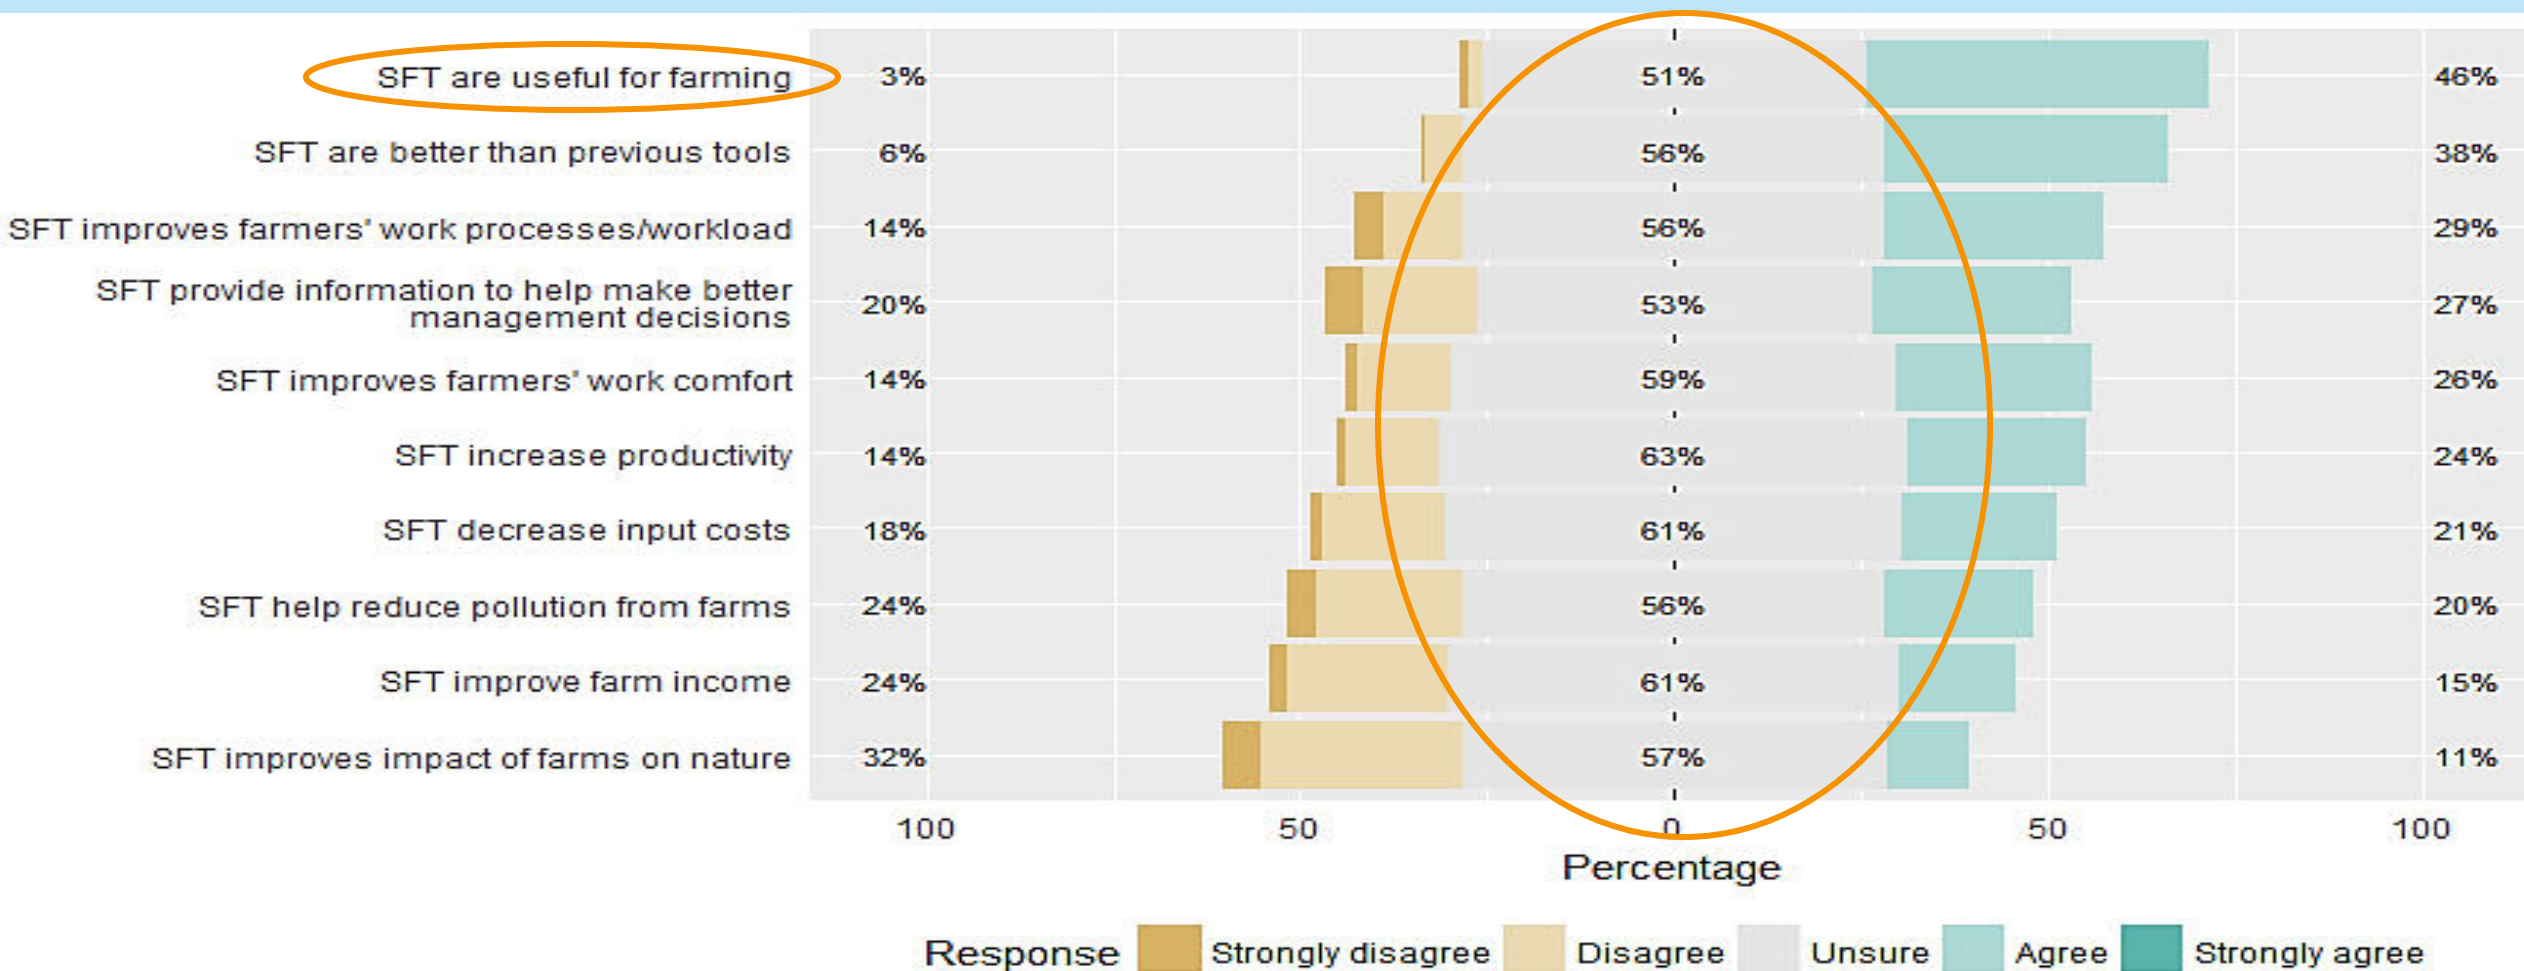 SFT are useful for farming 3% 51% 46%
SFT are better than previous tools 6% 56% 38%
SFT improves farmers' work processes/workload 14% 56% 29%
SFT provide information to help make better
management decisions 20% 53% 27%
SFT improves farmers' work comfort 14% 59% 26%
SFT increase productivity 14% 63% 24%
SFT decrease input costs 18% 61% 21%
SFT help reduce pollution from farms 24% 56% 20%
SFT improve farm income 24% 61% 15%
SFT improves impact of farms on nature 32% 57% 11%
100 50 0 50 100
Percentage
Response Strongly disagree Disagree Unsure Agree Strongly agree